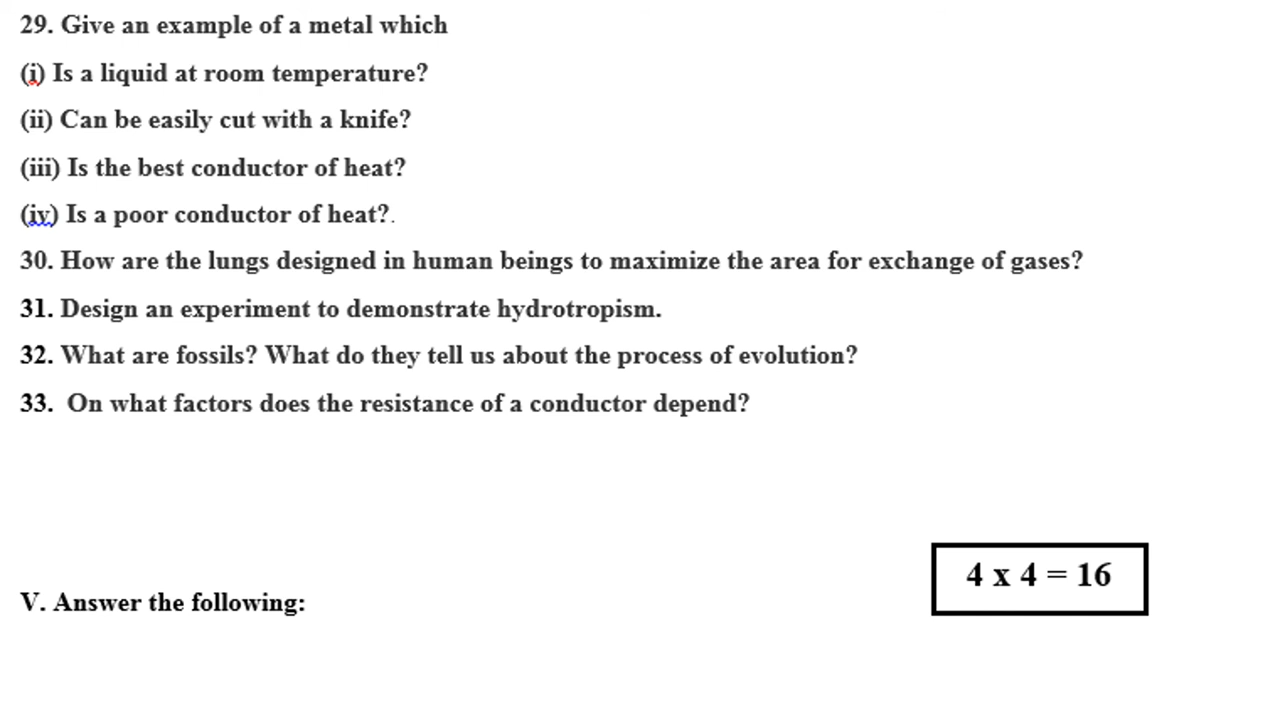 29. Give an example of a metal which
(i) Is a liquid at room temperature?
(ii) Can be easily cut with a knife?
(iii) Is the best conductor of heat?
(iv) Is a poor conductor of heat?.
30. How are the lungs designed in human beings to maximize the area for exchange of gases?
31. Design an experiment to demonstrate hydrotropism.
32. What are fossils? What do they tell us about the process of evolution?
33.  On what factors does the resistance of a conductor depend?
4 x 4 = 16
V. Answer the following: